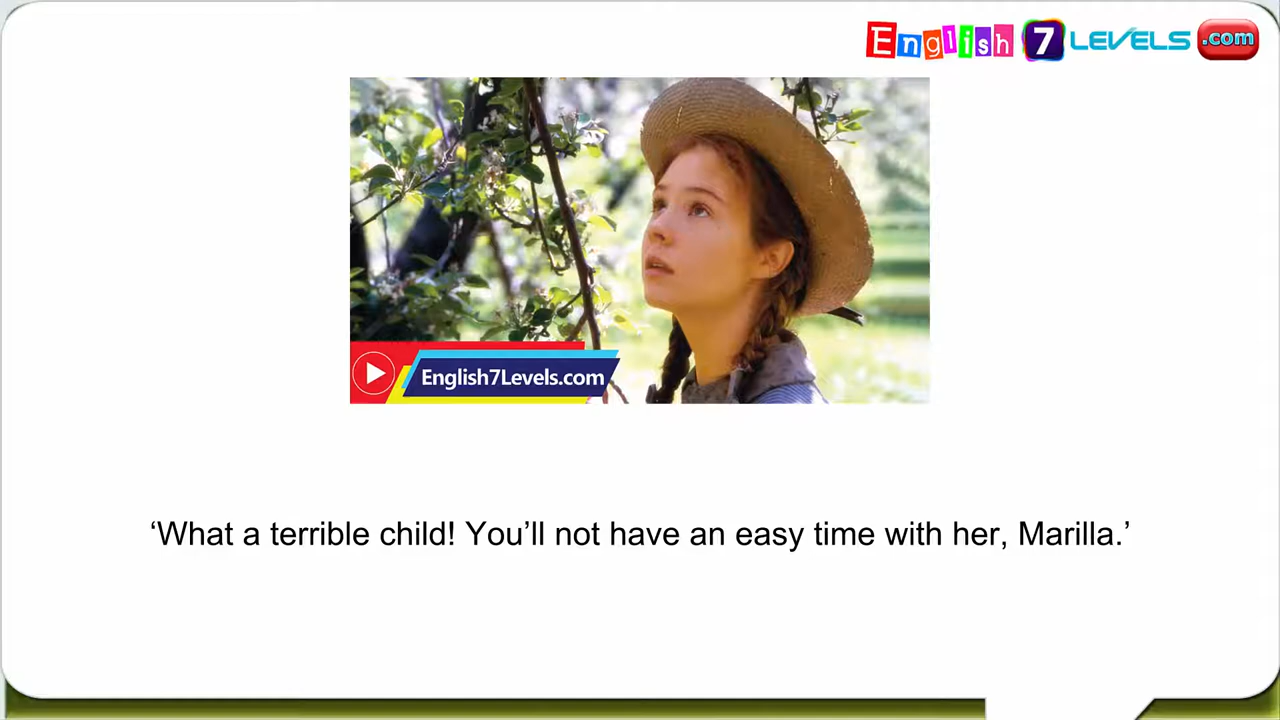 English 7 LEVELS .com
English7Levels.com
‘What a terrible child! You’ll not have an easy time with her, Marilla.’